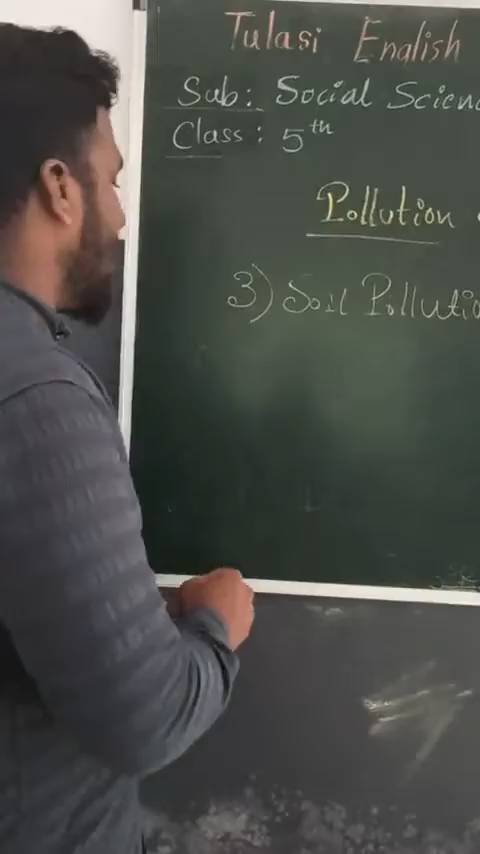 Tulasi English
Sub: Social Scien
Class: 5th
Pollution
3) Soil Pollutio